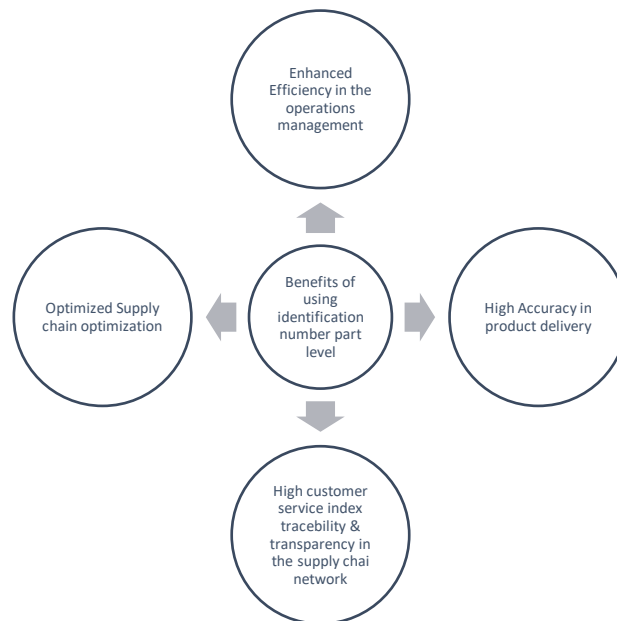 Enhanced
Efficiency in the
operations
management
Optimized Supply
chain optimization
Benefits of
using
identification
number part
level
High Accuracy in
product delivery
High customer
service index
tracebility &
transparency in
the supply chai
network